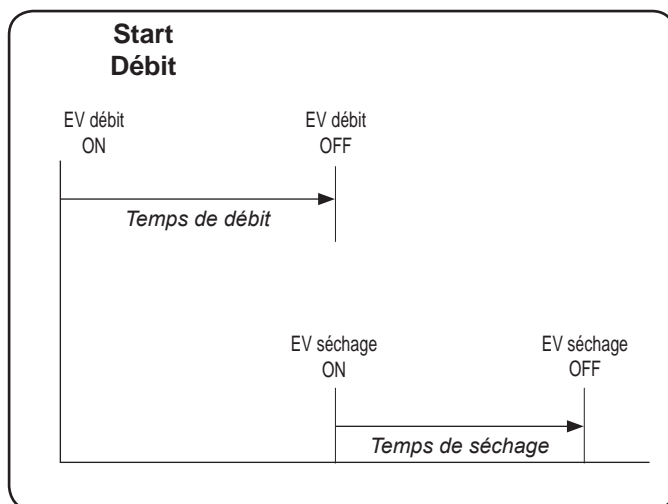 Start
Débit
EV débit
ON
EV débit
OFF
Temps de débit
EV séchage
ON
EV séchage
OFF
Temps de séchage